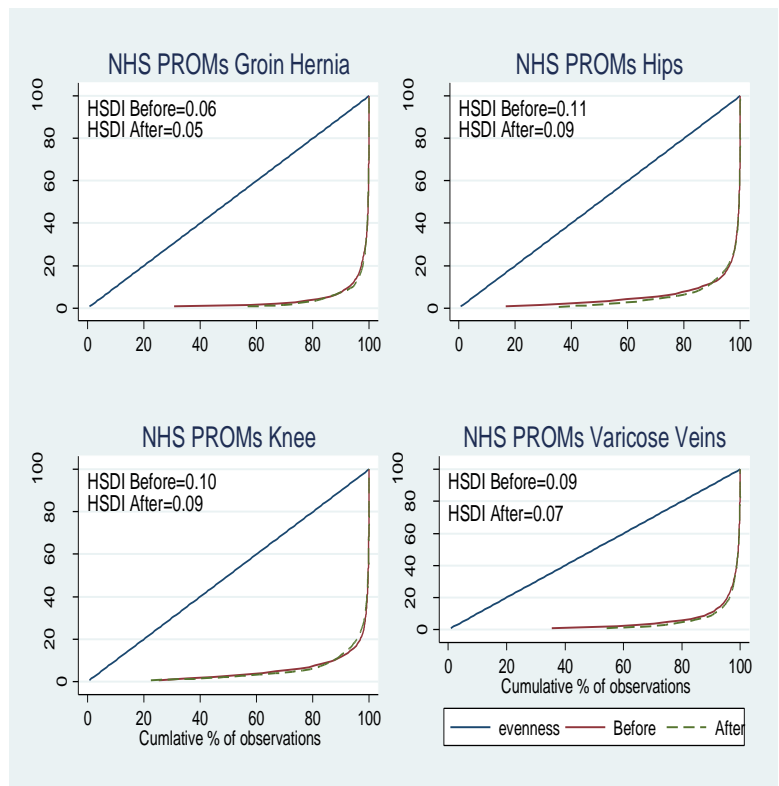 NHS PROMs Groin Hernia
HSDI Before=0.06
HSDI After=0.05
100
80
60
40
20
0
0 20 40 60 80 100
NHS PROMs Hips
HSDI Before=0.11
HSDI After=0.09
100
80
60
40
20
0
0 20 40 60 80 100
NHS PROMs Knee
HSDI Before=0.10
HSDI After=0.09
100
80
60
40
20
0
0 20 40 60 80 100
Cumlative % of observations
NHS PROMs Varicose Veins
HSDI Before=0.09
HSDI After=0.07
100
80
60
40
20
0
0 20 40 60 80 100
Cumulative % of observations
evenness Before After